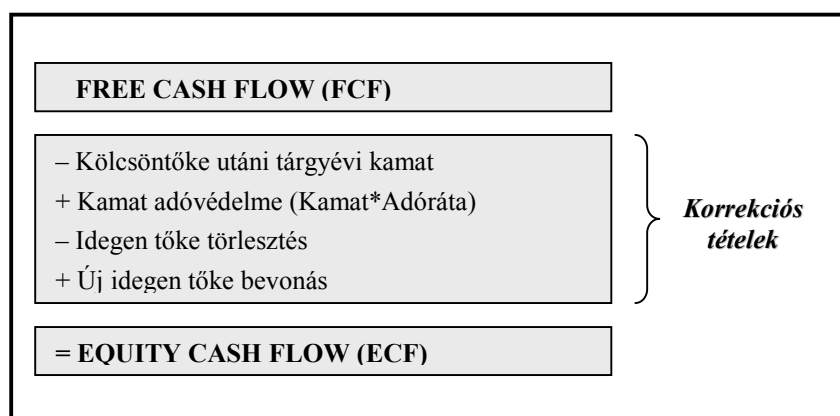 FREE CASH FLOW (FCF)
– Kölcsöntőke utáni tárgyévi kamat
+ Kamat adóvédelme (Kamat*Adóráta)
– Idegen tőke törlesztés
+ Új idegen tőke bevonás
Korrekciós
tételek
= EQUITY CASH FLOW (ECF)